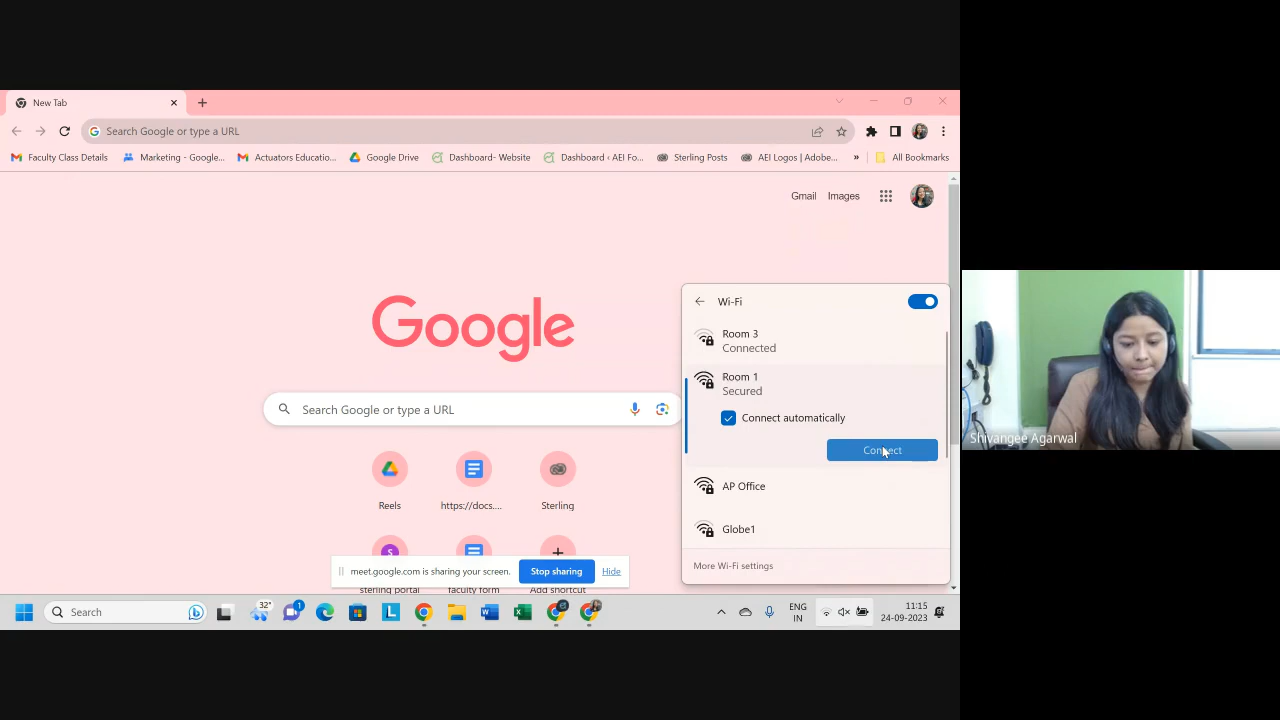 New Tab
Search Google or type a URL
Faculty Class Details
Marketing - Google...
Actuators Educatio...
Google Drive
Dashboard- Website
Dashboard ‹ AEI Fo...
Sterling Posts
AEI Logos | Adobe...
»
All Bookmarks
Gmail
Images
Google
Search Google or type a URL
Reels
https://docs....
Sterling
S
sterling portal
faculty form
Add shortcut
meet.google.com is sharing your screen.
Stop sharing
Hide
Wi-Fi
Room 3
Connected
Room 1
Secured
Connect automatically
Connect
AP Office
Globe1
More Wi-Fi settings
Search
32°
1
ENG
IN
11:15
24-09-2023
Shivangee Agarwal